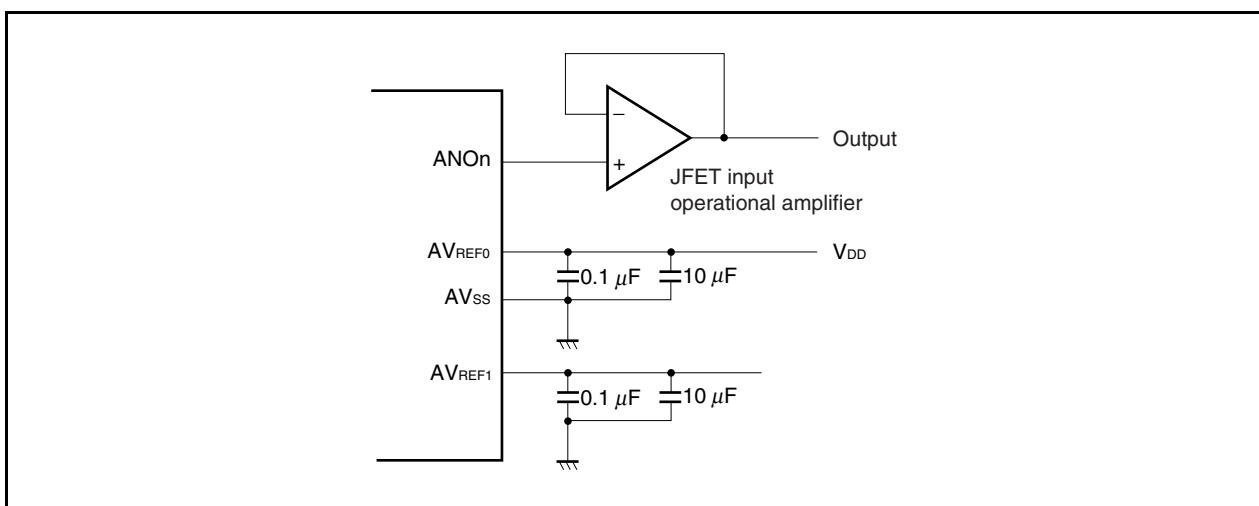 ANOn
−
+
Output
JFET input
operational amplifier
AVREF0
VDD
0.1 μF
10 μF
AVSS
AVREF1
0.1 μF
10 μF